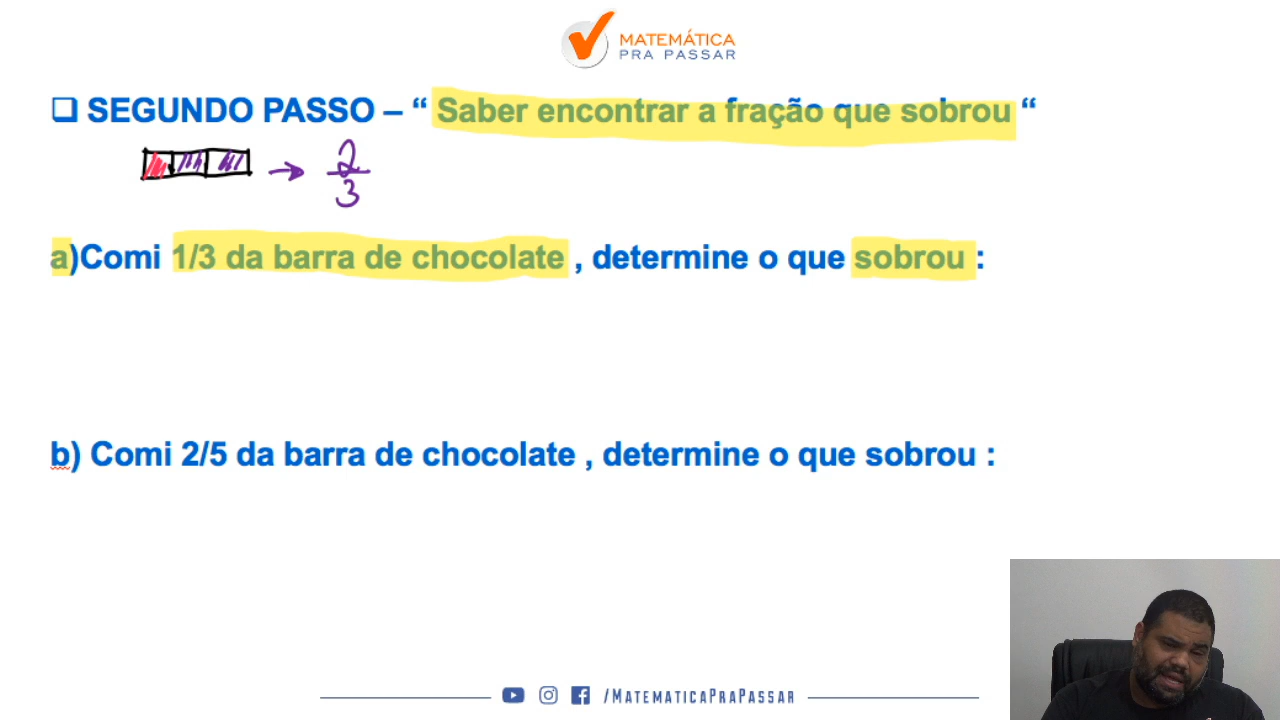 MATEMÁTICA
PRA PASSAR
❑ SEGUNDO PASSO – “ Saber encontrar a fração que sobrou “
2/3
a)Comi 1/3 da barra de chocolate , determine o que sobrou :
b) Comi 2/5 da barra de chocolate , determine o que sobrou :
/MATEMATICAPRAPASSAR